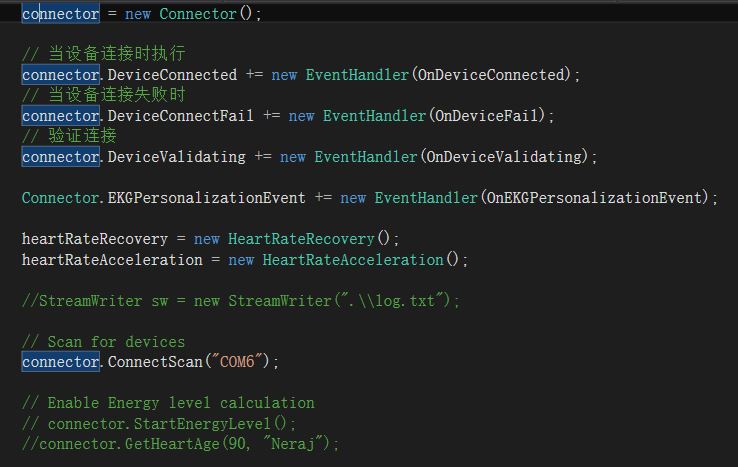 connector = new Connector();
// 当设备连接时执行
connector.DeviceConnected += new EventHandler(OnDeviceConnected);
// 当设备连接失败时
connector.DeviceConnectFail += new EventHandler(OnDeviceFail);
// 验证连接
connector.DeviceValidating += new EventHandler(OnDeviceValidating);
Connector.EKGPersonalizationEvent += new EventHandler(OnEKGPersonalizationEvent);
heartRateRecovery = new HeartRateRecovery();
heartRateAcceleration = new HeartRateAcceleration();
//StreamWriter sw = new StreamWriter(".\\log.txt");
// Scan for devices
connector.ConnectScan("COM6");
// Enable Energy level calculation
// connector.StartEnergyLevel();
//connector.GetHeartAge(90, "Neraj");